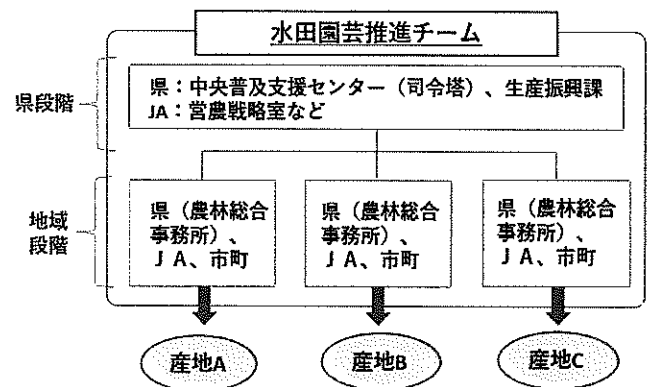 水田園芸推進チーム
県段階
県:中央普及支援センター(司令塔)、生産振興課
JA:営農戦略室など
地域
段階
県(農林総合
事務所)、
JA、市町
県(農林総合
事務所)、
JA、市町
県(農林総合
事務所)、
JA、市町
産地A
産地B
産地C